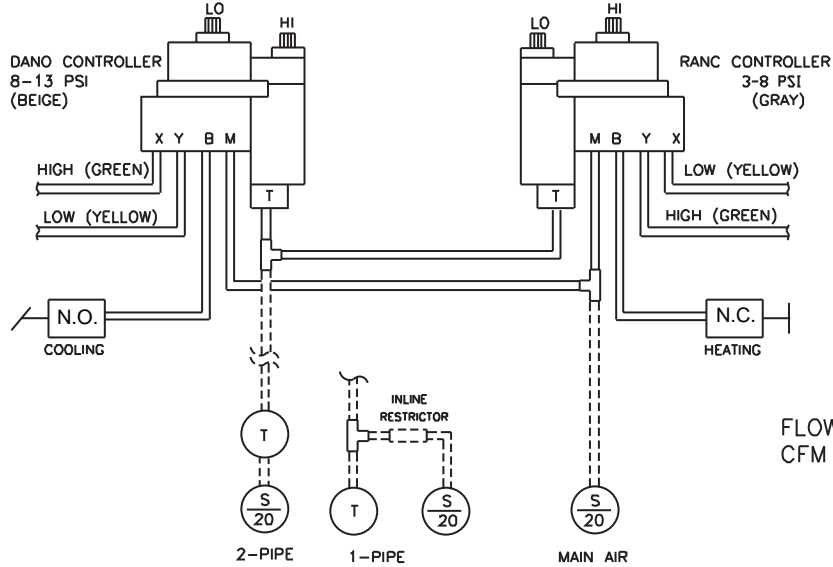 LO
HI
DANO CONTROLLER
8-13 PSI
(BEIGE)
X Y B M
HIGH (GREEN)
LOW (YELLOW)
T
N.O.
COOLING
LO
HI
RANC CONTROLLER
3-8 PSI
(GRAY)
M B Y X
LOW (YELLOW)
HIGH (GREEN)
T
N.C.
HEATING
INLINE
RESTRICTOR
FLOW
CFM
T
S
20
2-PIPE
T
S
20
1-PIPE
S
20
MAIN AIR